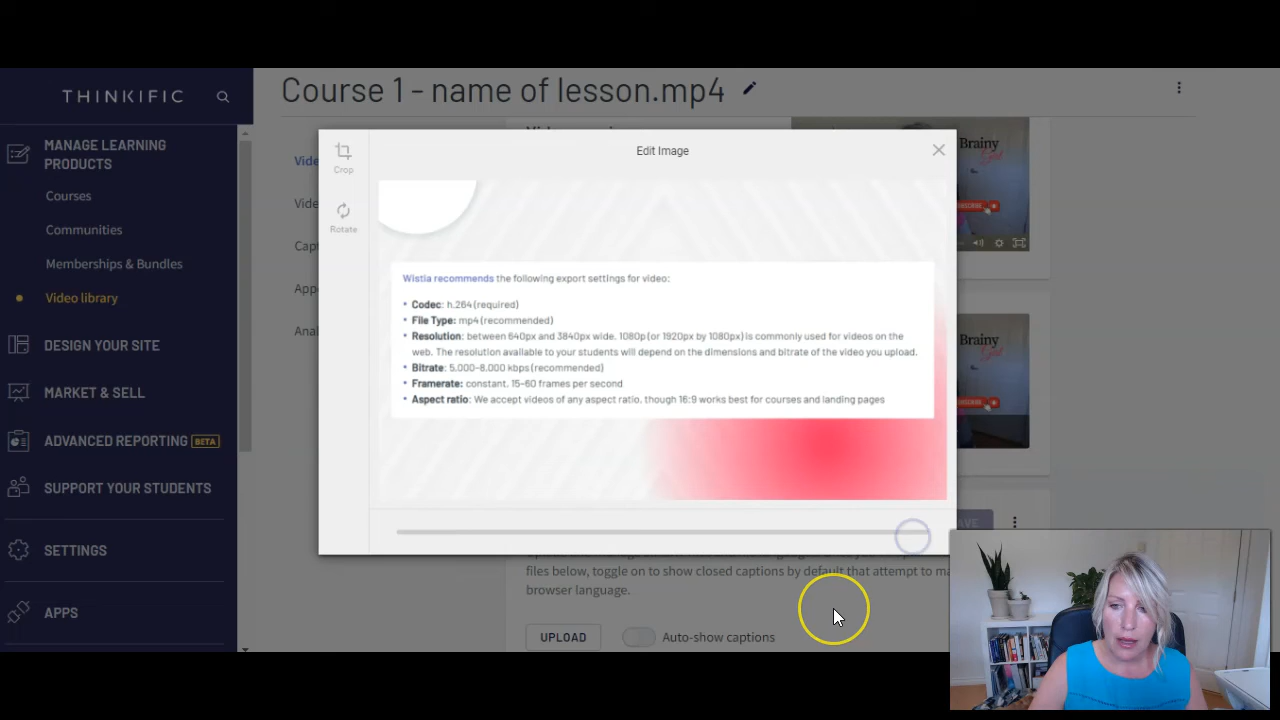 THINKIFIC
MANAGE LEARNING
PRODUCTS
Courses
Communities
Memberships & Bundles
Video library
DESIGN YOUR SITE
MARKET & SELL
ADVANCED REPORTING BETA
SUPPORT YOUR STUDENTS
SETTINGS
APPS
Course 1 - name of lesson.mp4
Edit Image
Crop
Rotate
Wistia recommends the following export settings for video:
• Codec: h.264 (required)
• File Type: mp4 (recommended)
• Resolution: between 640px and 3840px wide. 1080p (or 1920px by 1080px) is commonly used for videos on the
web. The resolution available to your students will depend on the dimensions and bitrate of the video you upload.
• Bitrate: 5,000-8,000 kbps (recommended)
• Framerate: constant, 15-60 frames per second
• Aspect ratio: We accept videos of any aspect ratio, though 16:9 works best for courses and landing pages
Brainy
Brainy
files below, toggle on to show closed captions by default that attempt to
browser language.
UPLOAD
Auto-show captions